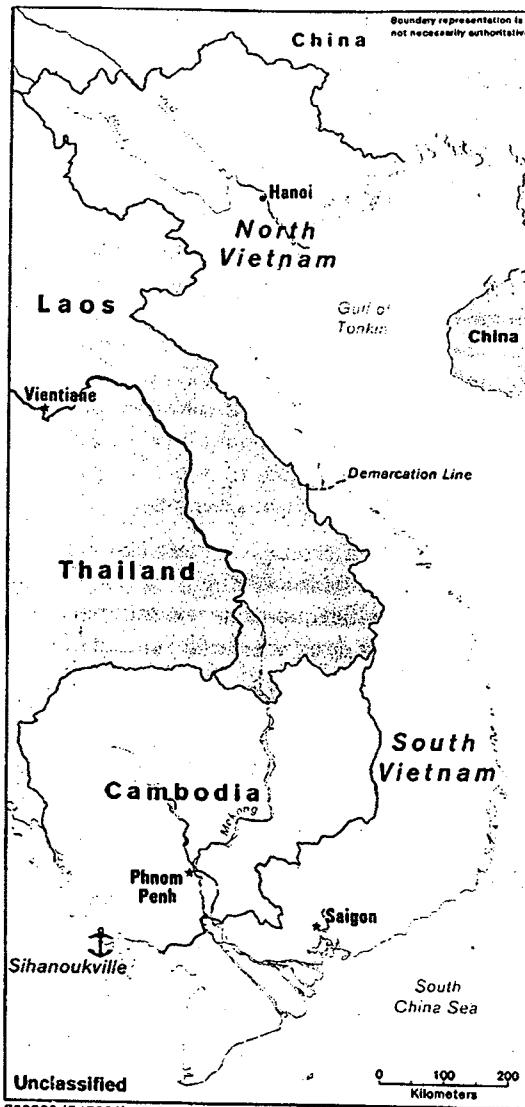 Boundary representation is
not necessarily authoritative
China
Hanoi
North
Vietnam
Laos
Gulf of
Tonkin
China
Vientiane
Demarcation Line
Thailand
South
Vietnam
Cambodia
Mekong
Phnom
Penh
Saigon
Sihanoukville
South
China Sea
Unclassified
0 100 200
Kilometers